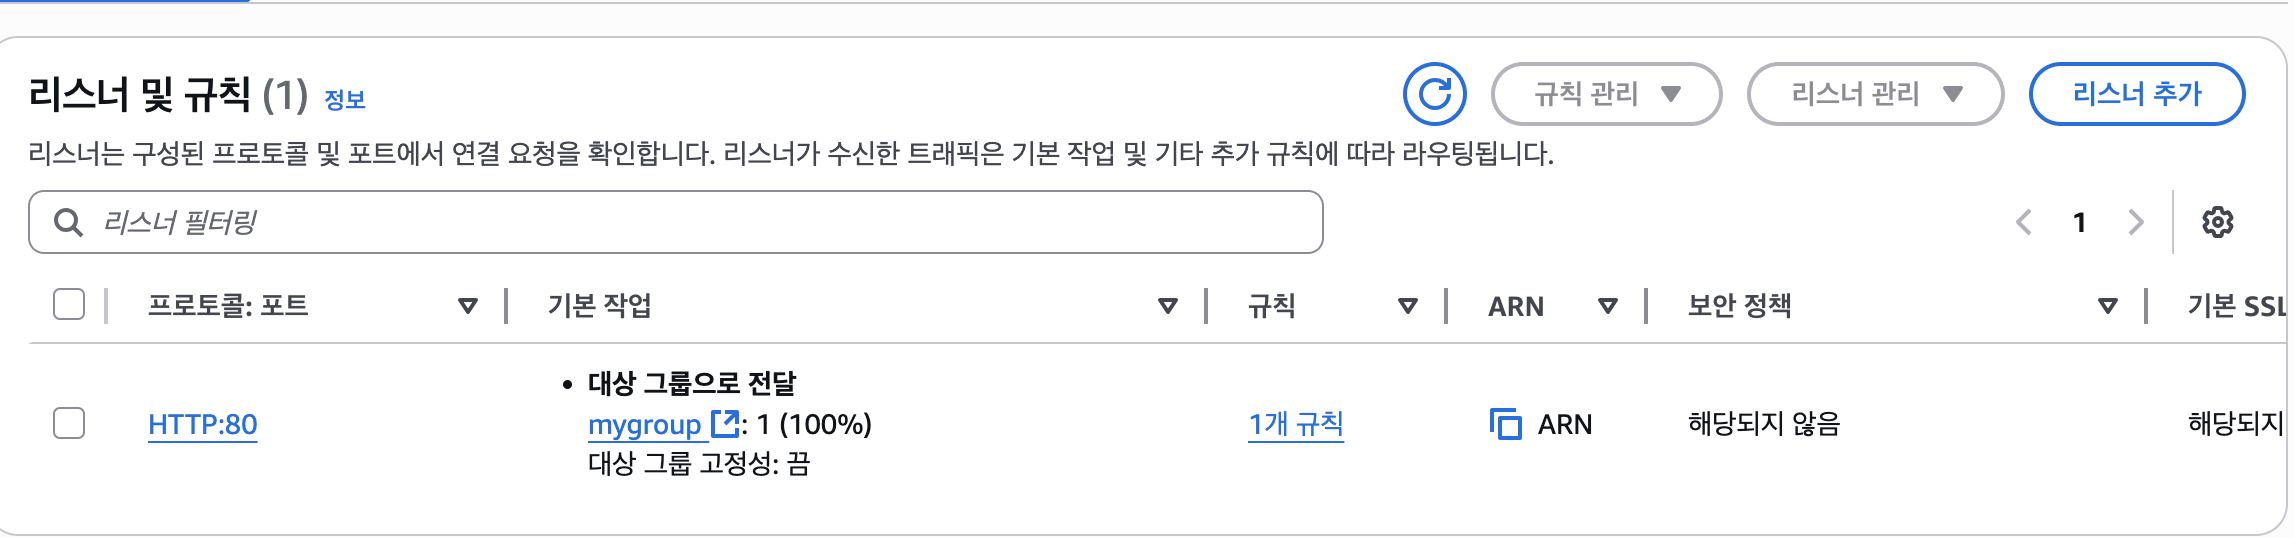 리스너 및 규칙 (1) 정보
규칙 관리
리스너 관리
리스너 추가
리스너는 구성된 프로토콜 및 포트에서 연결 요청을 확인합니다. 리스너가 수신한 트래픽은 기본 작업 및 기타 추가 규칙에 따라 라우팅됩니다.
리스너 필터링
1
프로토콜: 포트
기본 작업
규칙
ARN
보안 정책
기본 SSL
HTTP:80
대상 그룹으로 전달
mygroup : 1 (100%)
대상 그룹 고정성: 끔
1개 규칙
ARN
해당되지 않음
해당되지